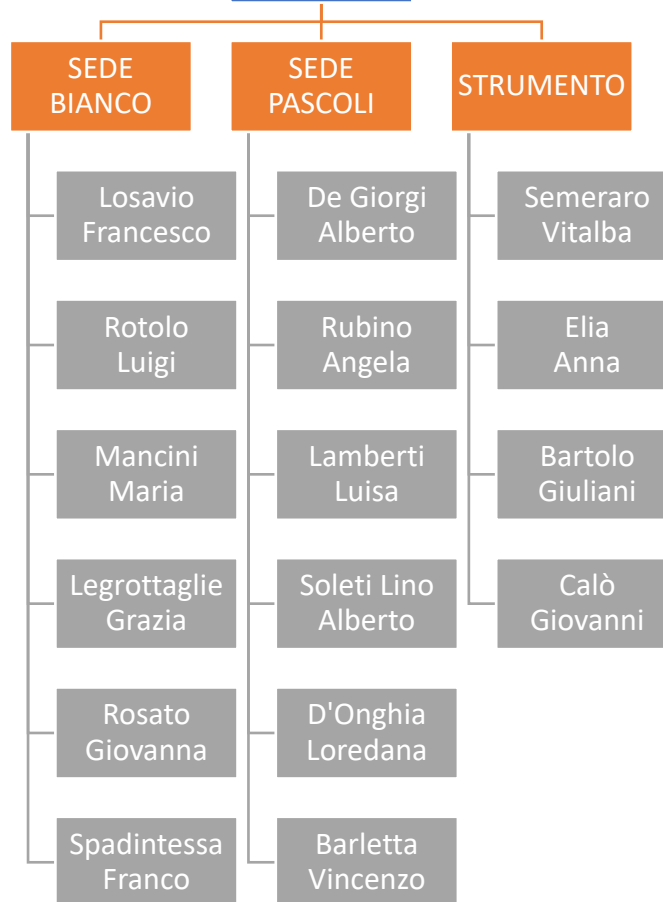 SEDE
BIANCO
Losavio
Francesco
Rotolo
Luigi
Mancini
Maria
Legrottaglie
Grazia
Rosato
Giovanna
Spadintessa
Franco
SEDE
PASCOLI
De Giorgi
Alberto
Rubino
Angela
Lamberti
Luisa
Soleti Lino
Alberto
D'Onghia
Loredana
Barletta
Vincenzo
STRUMENTO
Semeraro
Vitalba
Elia
Anna
Bartolo
Giuliani
Calò
Giovanni